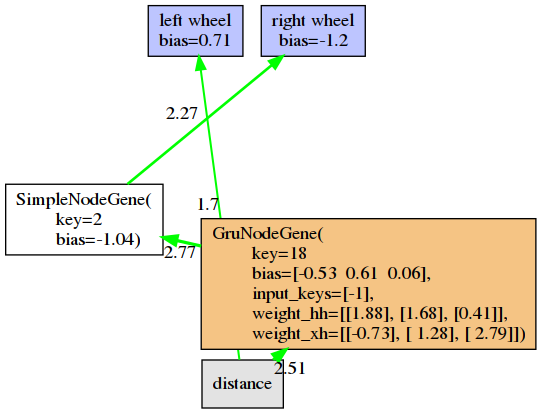 left wheel
bias=0.71
right wheel
bias=-1.2
2.27
SimpleNodeGene(
key=2
bias=-1.04)
1.7
2.77
GruNodeGene(
key=18
bias=[-0.53 0.61 0.06],
input_keys=[-1],
weight_hh=[[1.88], [1.68], [0.41]],
weight_xh=[[-0.73], [ 1.28], [ 2.79]])
2.51
distance